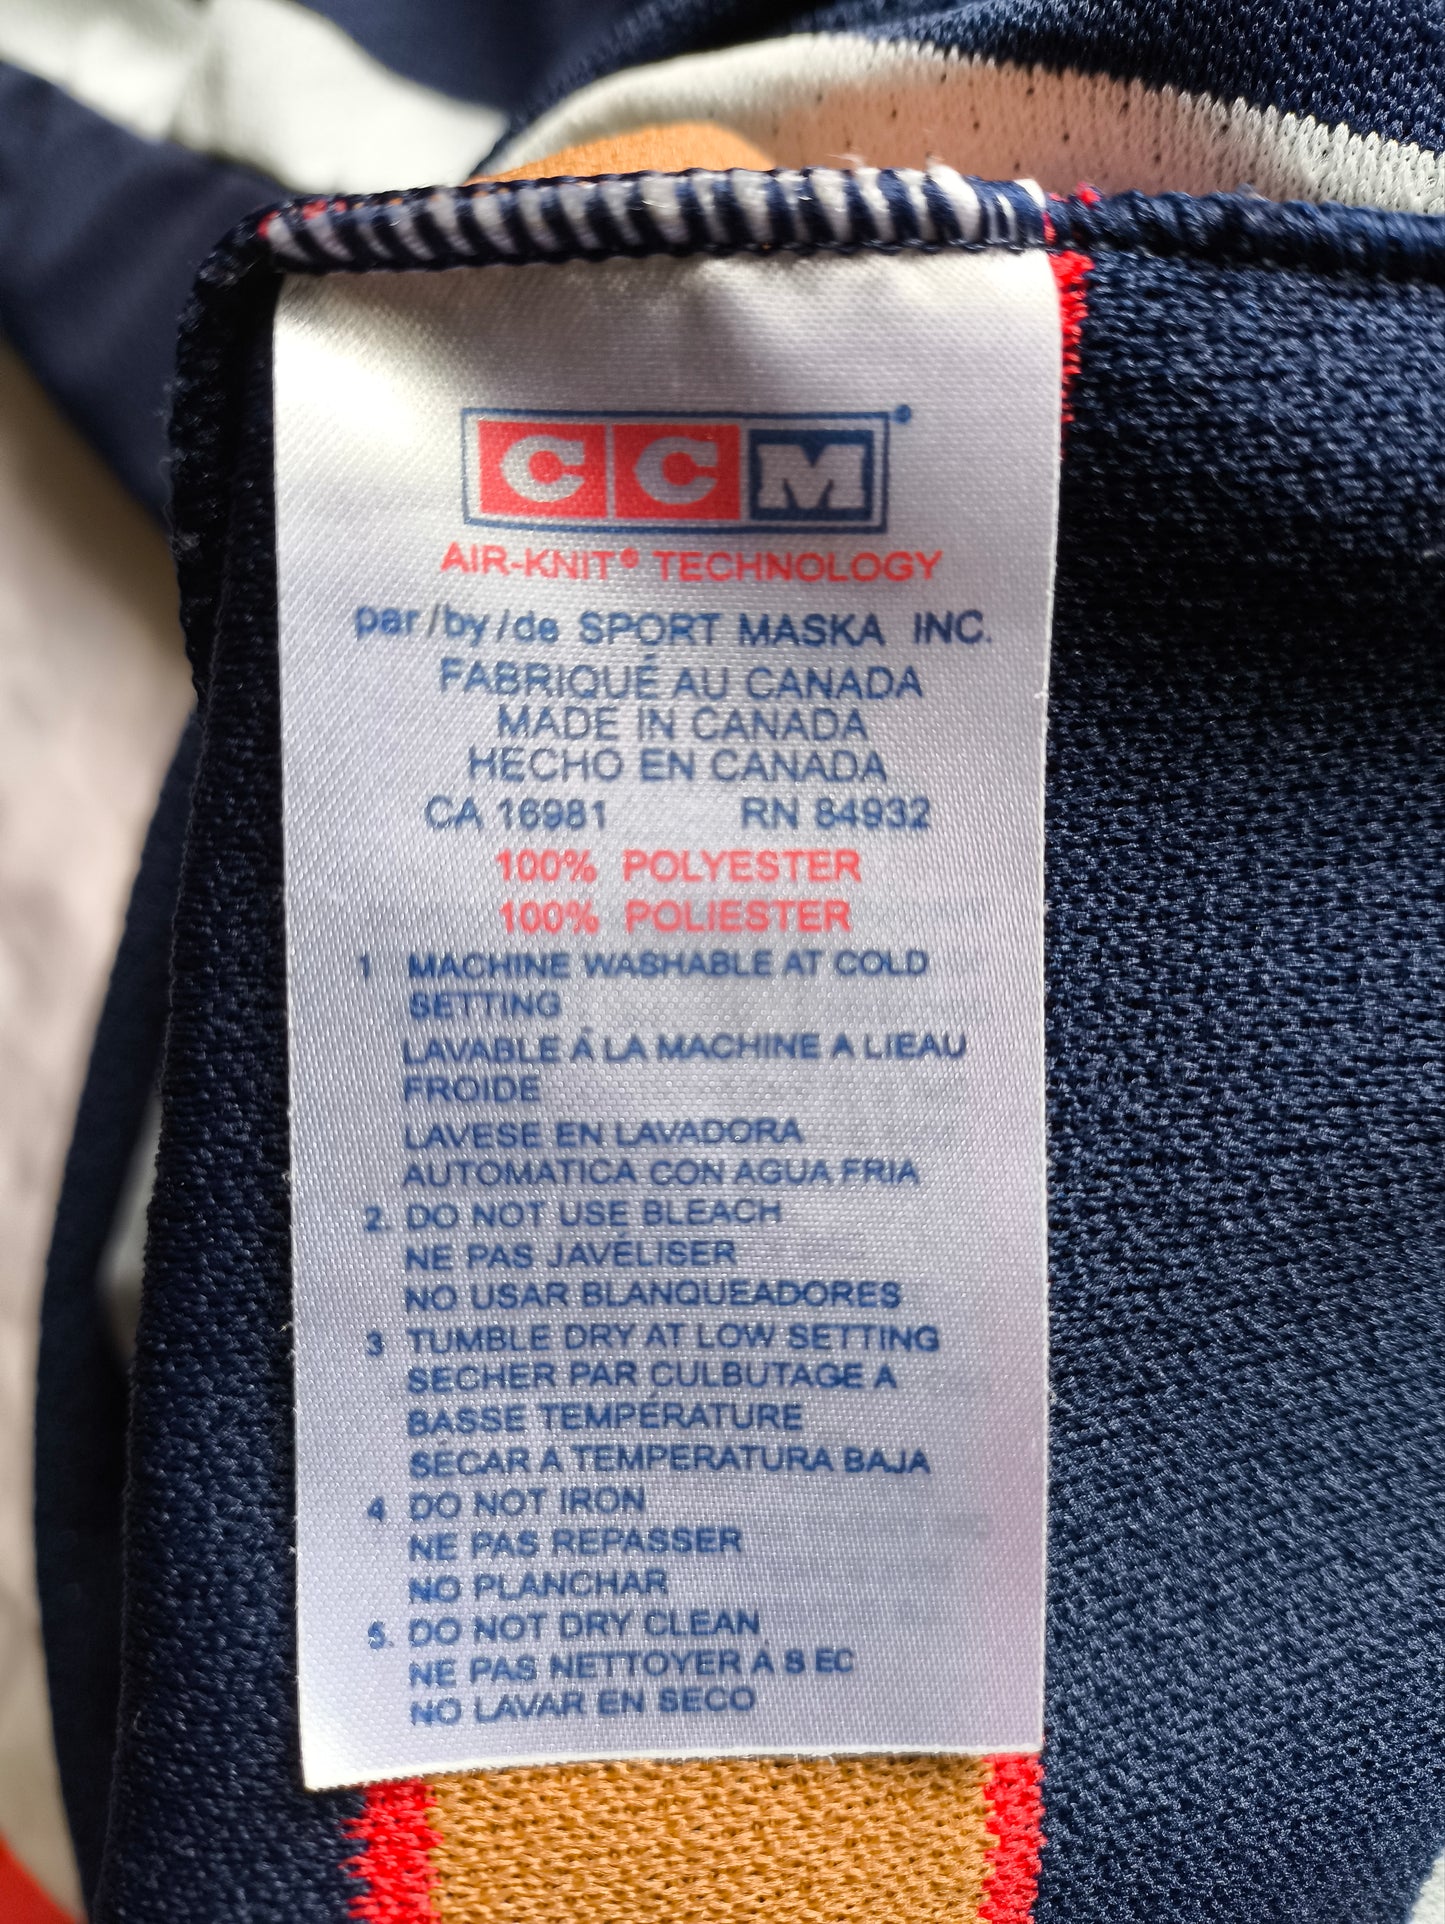 CCM
AIR-KNIT® TECHNOLOGY
par/by/de SPORT MASKA INC.
FABRIQUÉ AU CANADA
MADE IN CANADA
HECHO EN CANADA
CA 16981 RN 84932
100% POLYESTER
100% POLIESTER
1 MACHINE WASHABLE AT COLD
SETTING
LAVABLE Á LA MACHINE A L'EAU
FROIDE
LAVESE EN LAVADORA
AUTOMATICA CON AGUA FRIA
2. DO NOT USE BLEACH
NE PAS JAVÉLISER
NO USAR BLANQUEADORES
3 TUMBLE DRY AT LOW SETTING
SECHER PAR CULBUTAGE A
BASSE TEMPÉRATURE
SÉCAR A TEMPERATURA BAJA
4. DO NOT IRON
NE PAS REPASSER
NO PLANCHAR
5. DO NOT DRY CLEAN
NE PAS NETTOYER Á SEC
NO LAVAR EN SECO